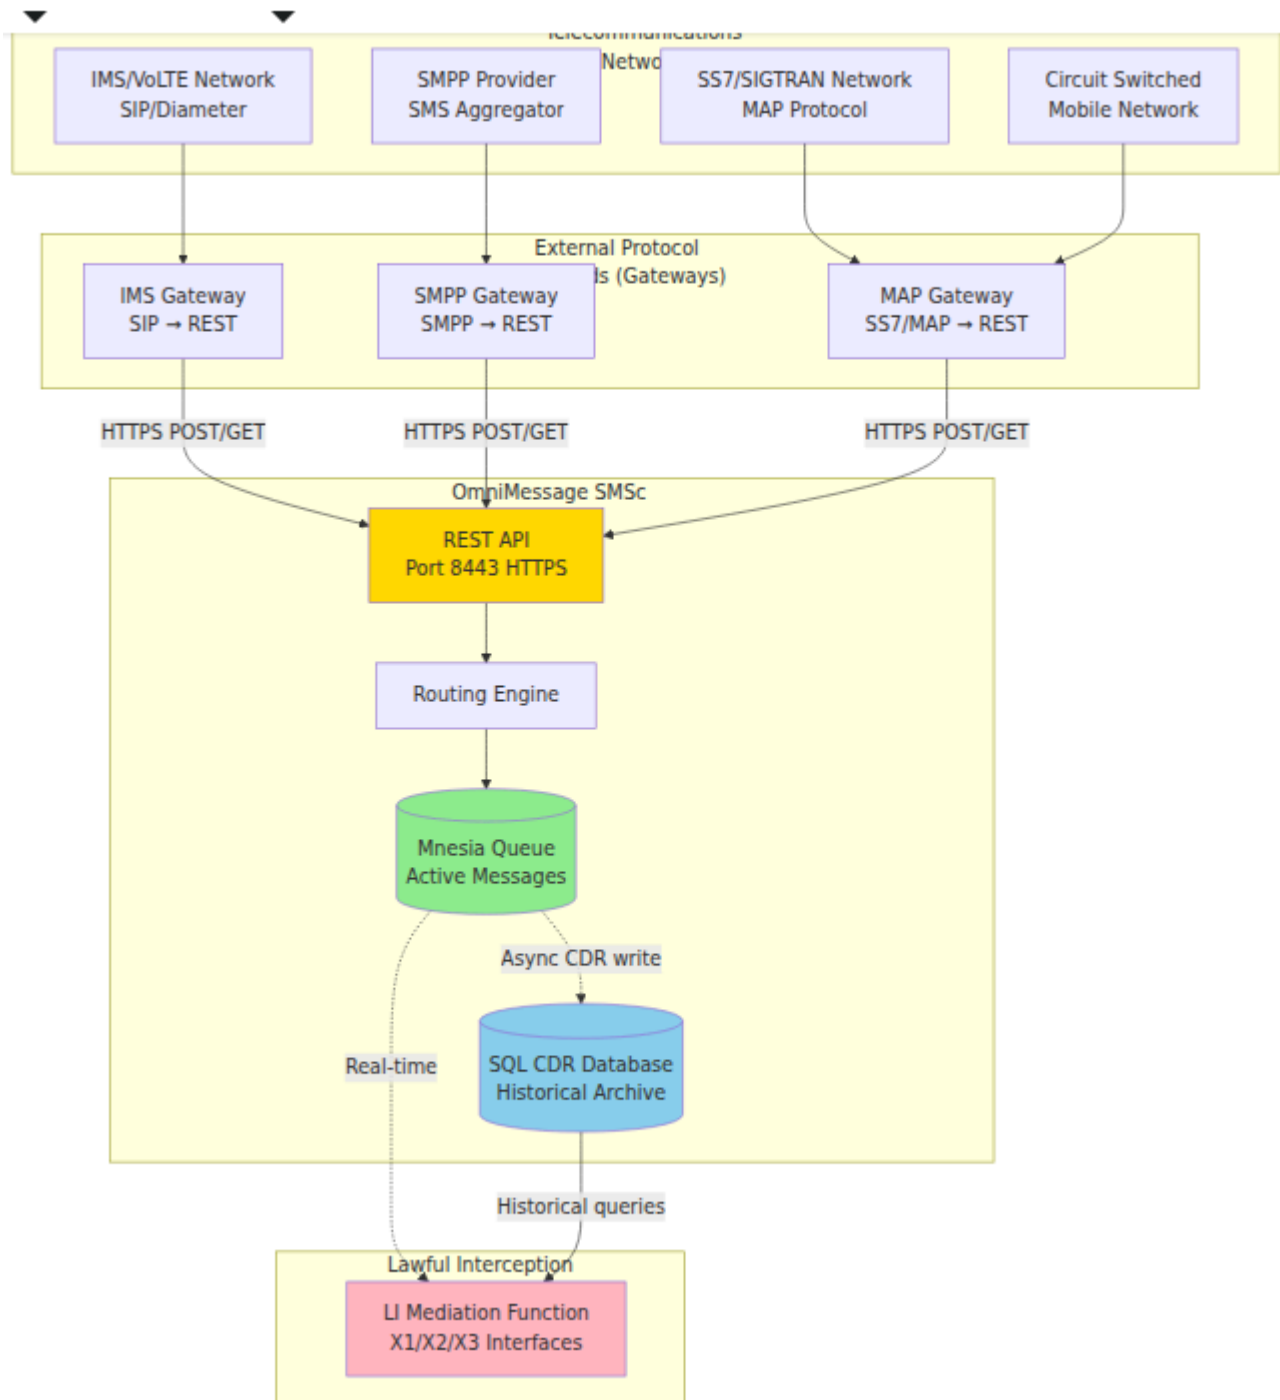 Telecommunications
Netwo
IMS/VoLTE Network
SIP/Diameter
SMPP Provider
SMS Aggregator
SS7/SIGTRAN Network
MAP Protocol
Circuit Switched
Mobile Network
External Protocol
ds (Gateways)
IMS Gateway
SIP → REST
SMPP Gateway
SMPP → REST
MAP Gateway
SS7/MAP → REST
HTTPS POST/GET
HTTPS POST/GET
HTTPS POST/GET
OmniMessage SMSc
REST API
Port 8443 HTTPS
Routing Engine
Mnesia Queue
Active Messages
Async CDR write
Real-time
SQL CDR Database
Historical Archive
Historical queries
Lawful Interception
LI Mediation Function
X1/X2/X3 Interfaces